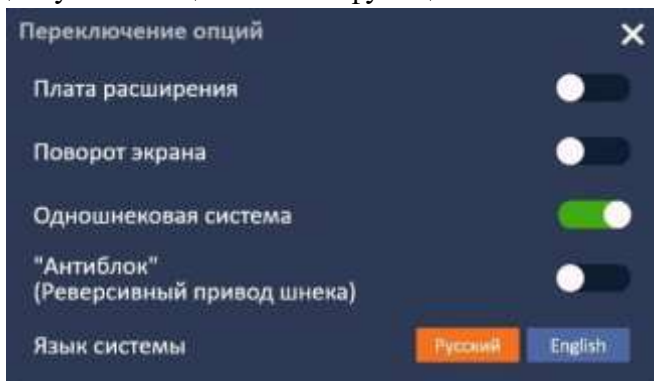 Переключение опций
Плата расширения
Поворот экрана
Одношнековая система
"Антиблок"
(Реверсивный привод шнека)
Язык системы Русский English